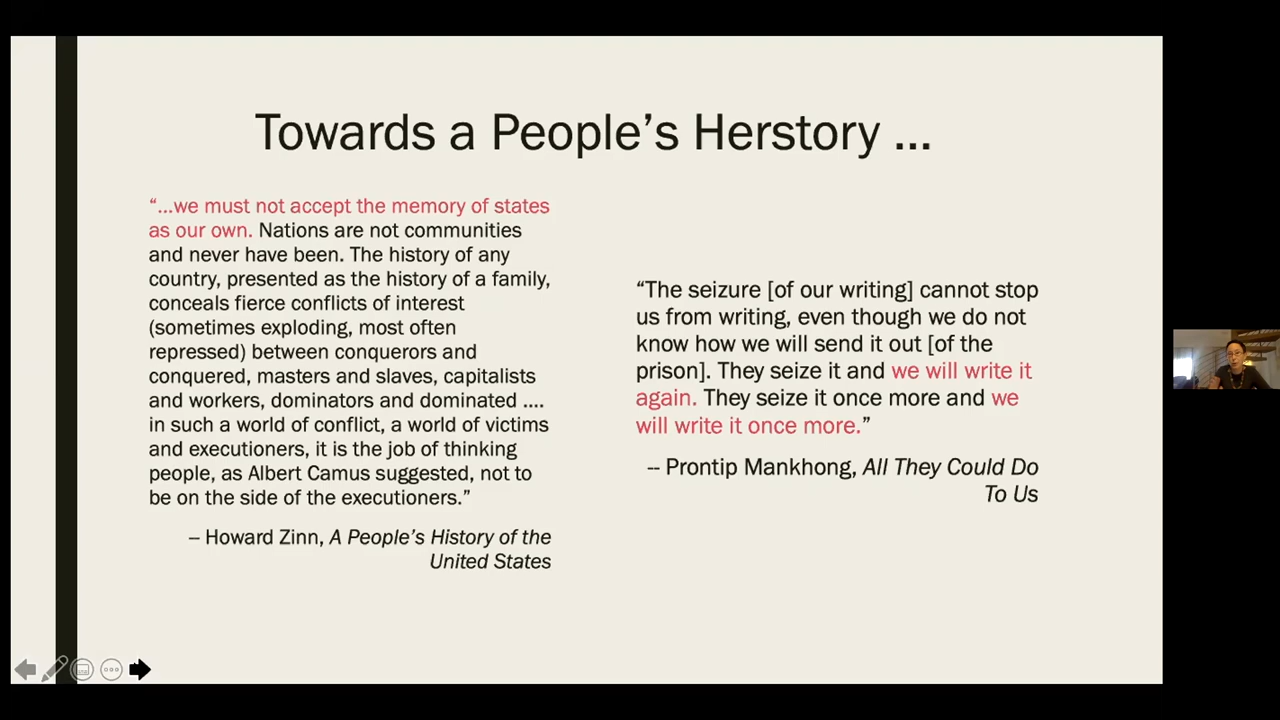 Towards a People’s Herstory ...
“...we must not accept the memory of states
as our own. Nations are not communities
and never have been. The history of any
country, presented as the history of a family,
conceals fierce conflicts of interest
(sometimes exploding, most often
repressed) between conquerors and
conquered, masters and slaves, capitalists
and workers, dominators and dominated ....
in such a world of conflict, a world of victims
and executioners, it is the job of thinking
people, as Albert Camus suggested, not to
be on the side of the executioners.”
– Howard Zinn, A People’s History of the
United States
“The seizure [of our writing] cannot stop
us from writing, even though we do not
know how we will send it out [of the
prison]. They seize it and we will write it
again. They seize it once more and we
will write it once more.”
-- Prontip Mankhong, All They Could Do
To Us